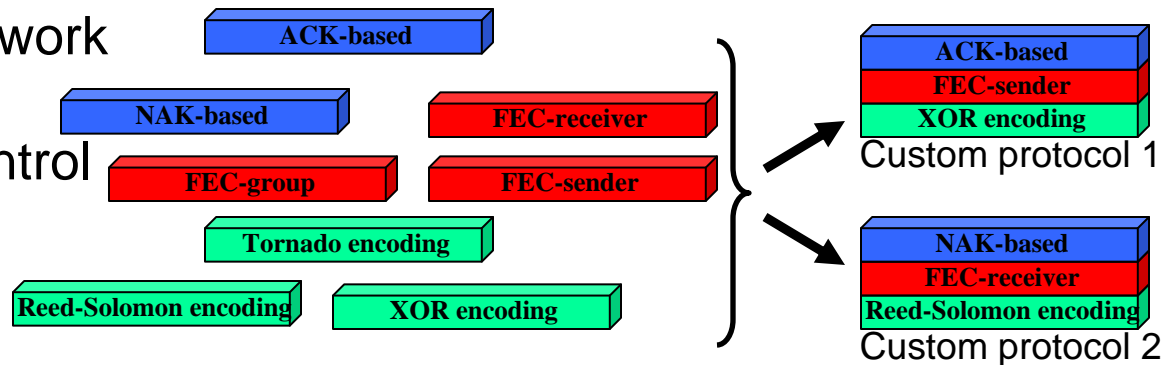 work
ACK-based
NAK-based
FEC-receiver
ntrol
FEC-group
FEC-sender
Tornado encoding
Reed-Solomon encoding
XOR encoding
ACK-based
FEC-sender
XOR encoding
Custom protocol 1
NAK-based
FEC-receiver
Reed-Solomon encoding
Custom protocol 2